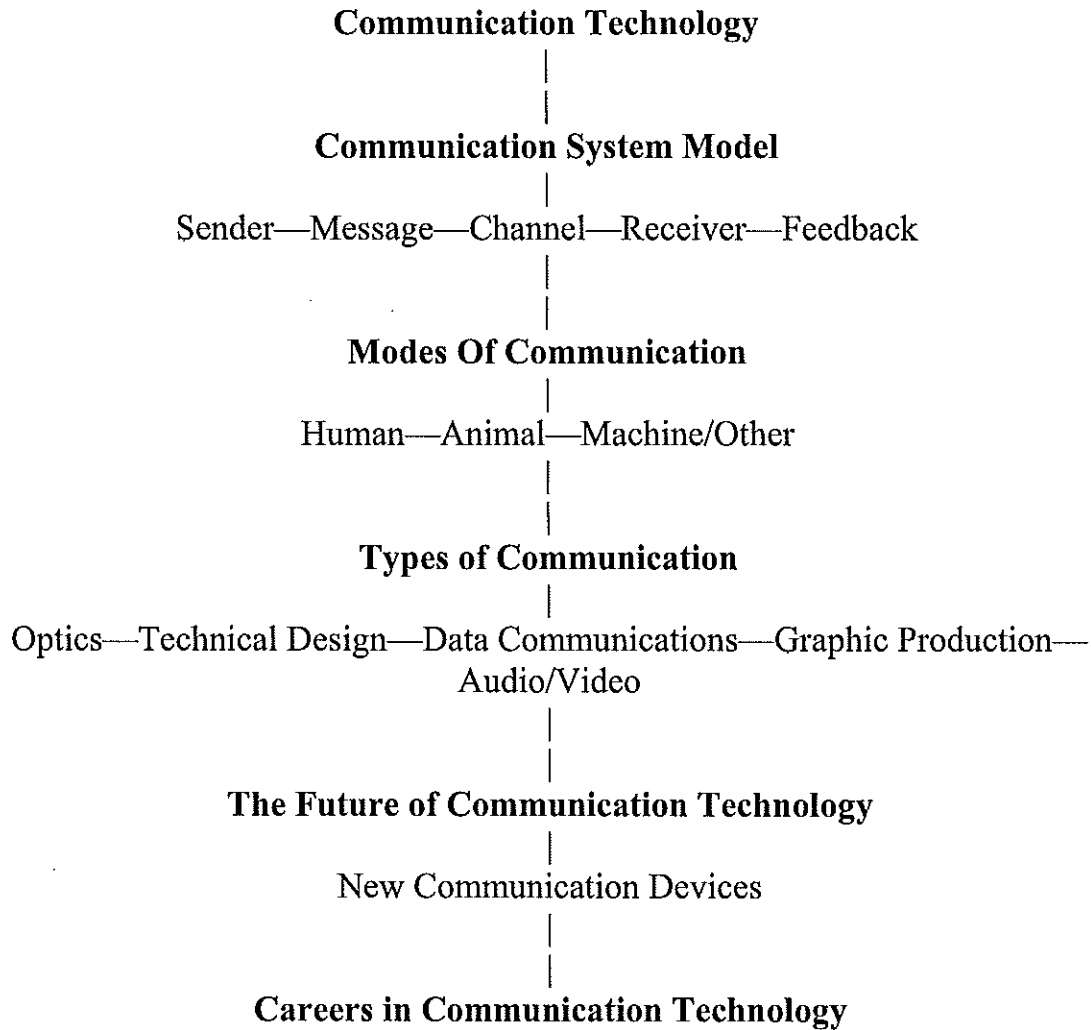 Communication Technology
Communication System Model
Sender—Message—Channel—Receiver—Feedback
Modes Of Communication
Human—Animal—Machine/Other
Types of Communication
Optics—Technical Design—Data Communications—Graphic Production—
Audio/Video
The Future of Communication Technology
New Communication Devices
Careers in Communication Technology